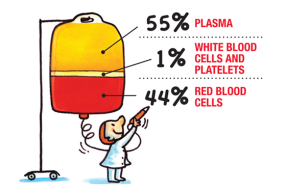 55% PLASMA
1% WHITE BLOOD
CELLS AND
PLATELETS
44% RED BLOOD
CELLS